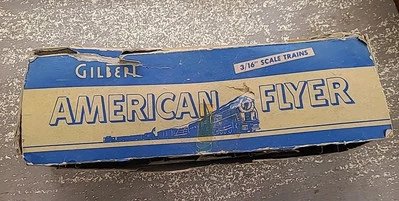 GILBERT
3/16" SCALE TRAINS
AMERICAN FLYER